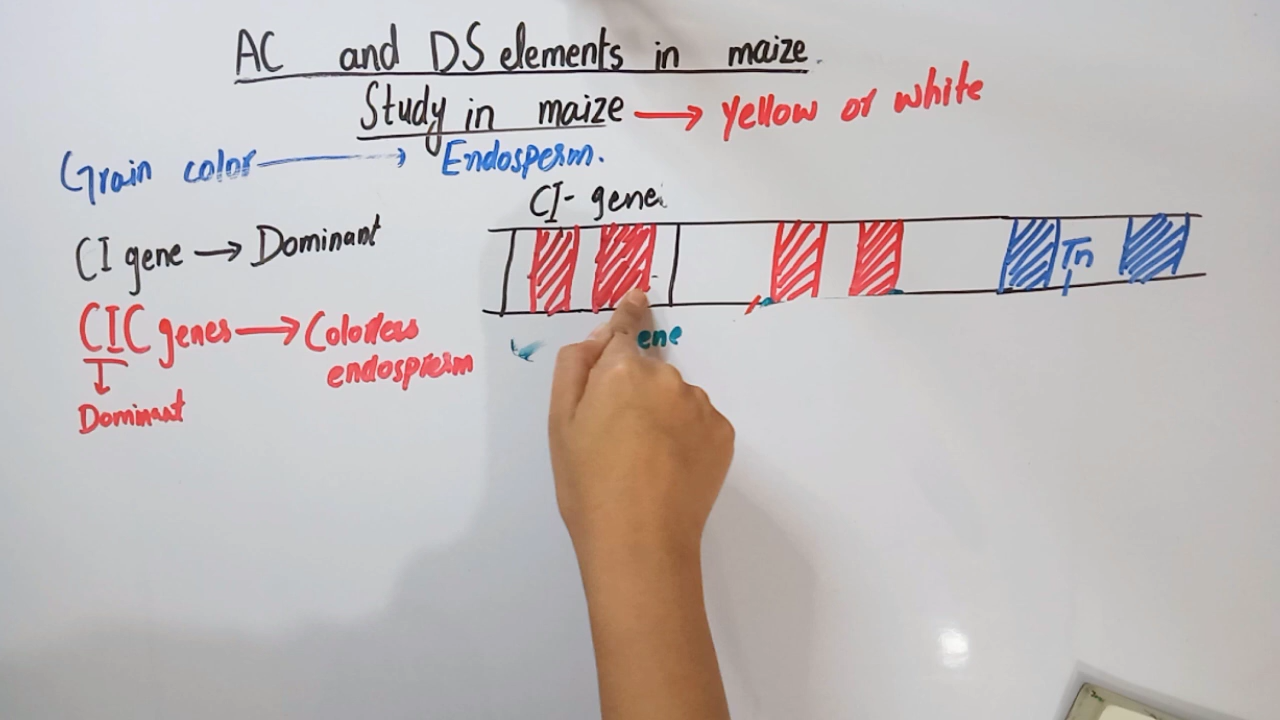 AC and DS elements in maize.
Study in maize → Yellow or white
Grain color → Endosperm.
CI- gene
CI gene → Dominant
Tn
CIC genes → Colorless
endospresm
Dominant
ene